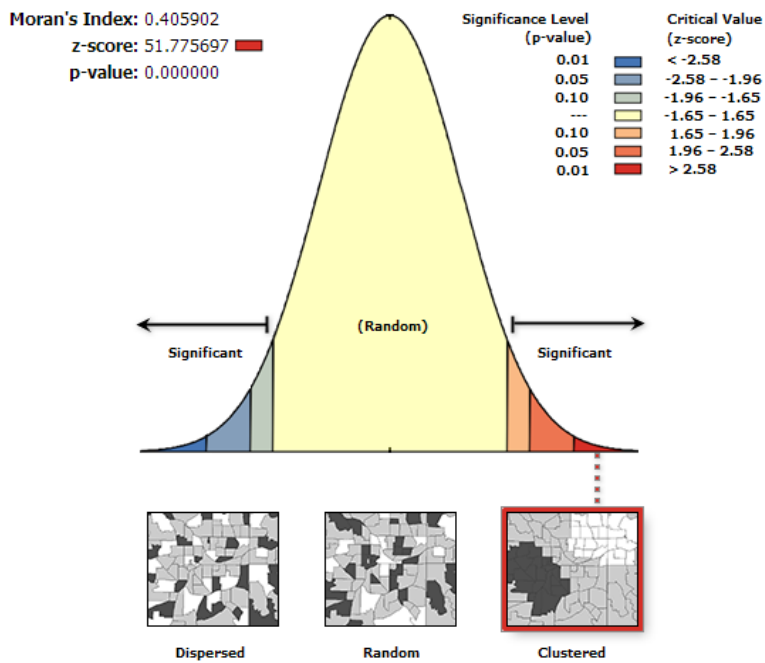 Moran's Index: 0.405902
z-score: 51.775697
p-value: 0.000000
Significance Level
(p-value)
Critical Value
(z-score)
0.01 < -2.58
0.05 -2.58 – -1.96
0.10 -1.96 – -1.65
--- -1.65 – 1.65
0.10 1.65 – 1.96
0.05 1.96 – 2.58
0.01 > 2.58
(Random)
Significant Significant
Dispersed Random Clustered